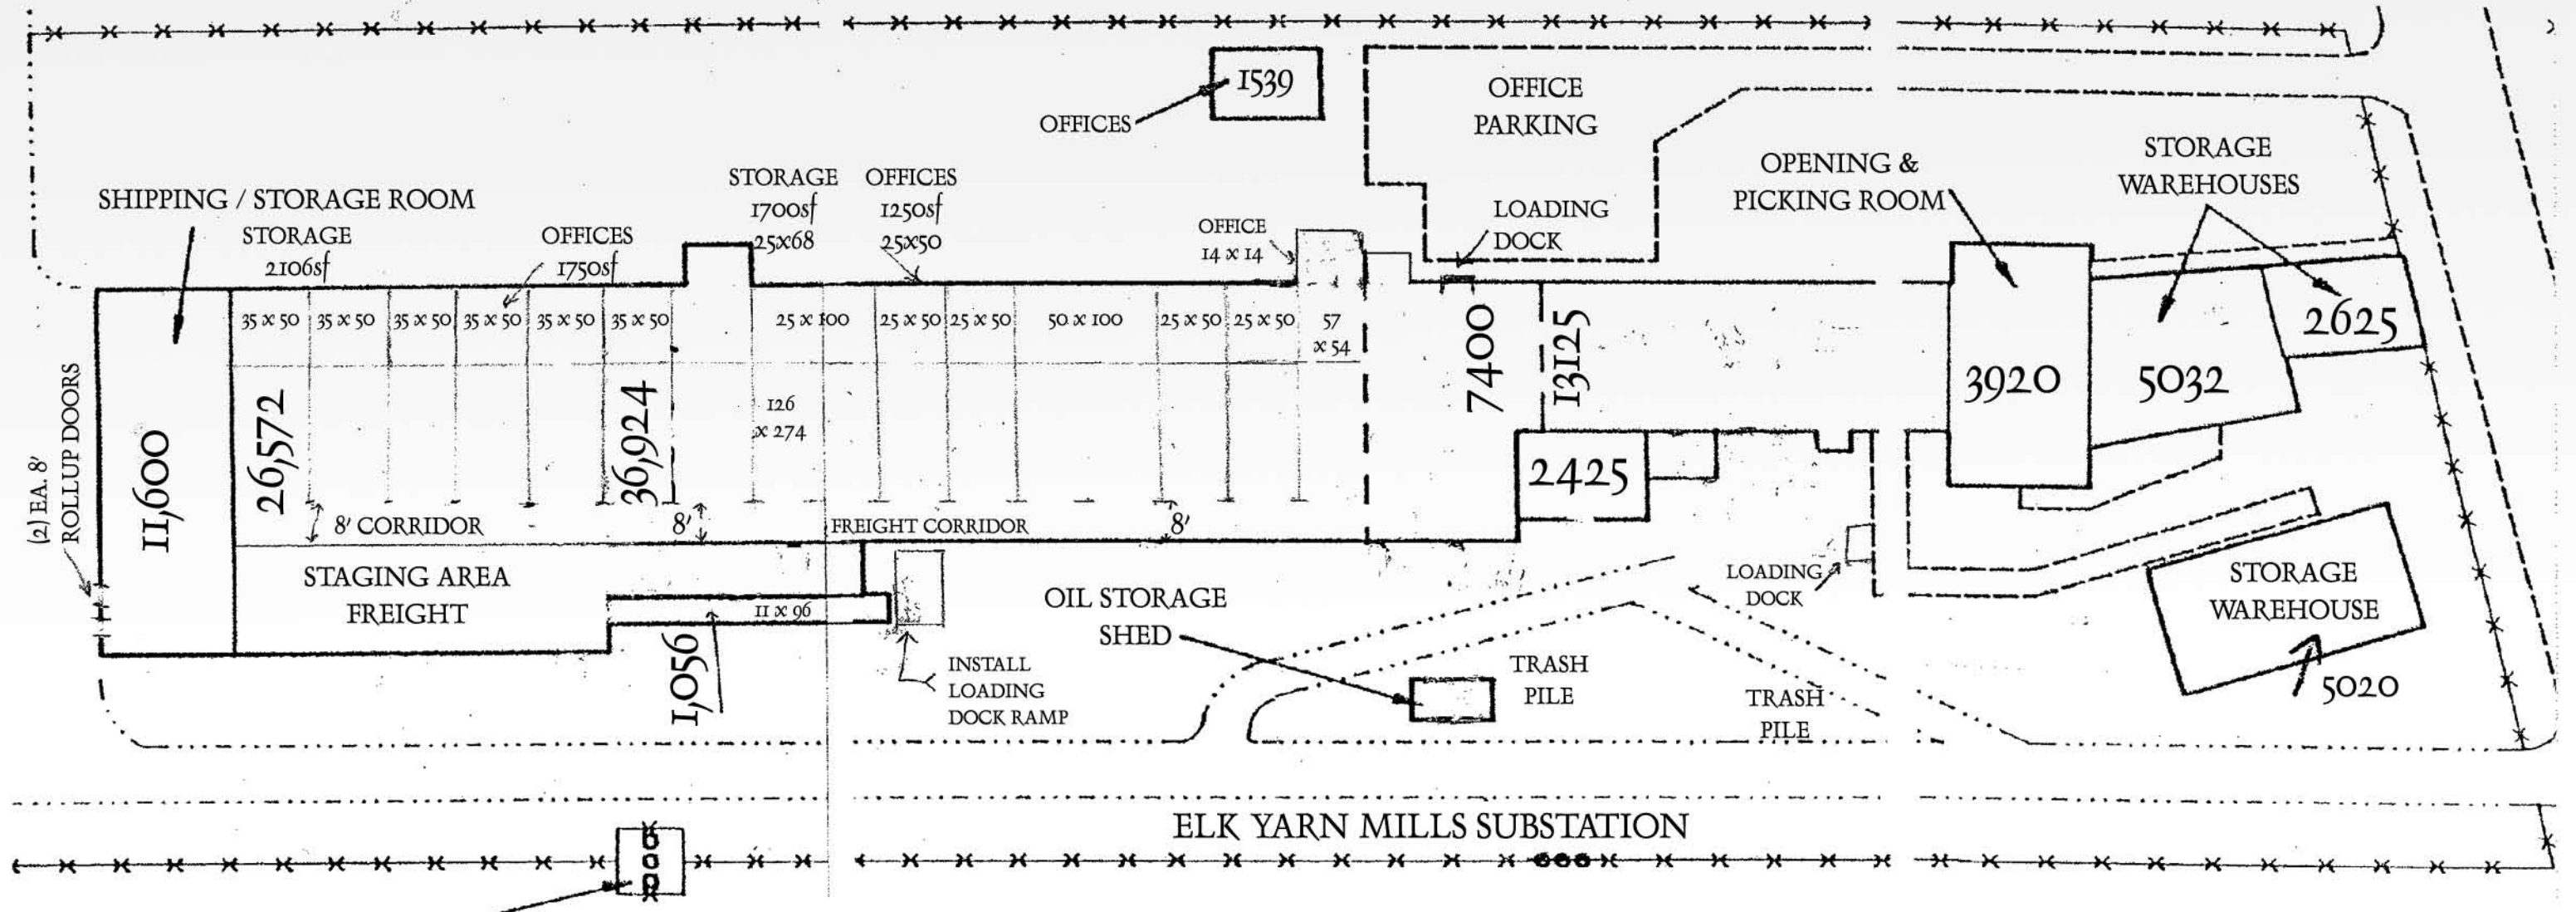 1539
OFFICES
OFFICE
PARKING
OPENING &
PICKING ROOM
STORAGE
WAREHOUSES
SHIPPING / STORAGE ROOM
STORAGE
2106sf
OFFICES
1750sf
STORAGE
1700sf
25x68
OFFICES
1250sf
25x50
OFFICE
14 x 14
LOADING
DOCK
35 x 50
35 x 50
35 x 50
35 x 50
35 x 50
35 x 50
25 x 100
25 x 50
25 x 50
50 x 100
25 x 50
25 x 50
57
x 54
7400
13125
3920
5032
2625
(2) EA. 8'
ROLLUP DOORS
11,600
26,572
36,924
126
x 274
2425
8' CORRIDOR
8'
FREIGHT CORRIDOR
8'
STAGING AREA
FREIGHT
11 x 96
1,056
INSTALL
LOADING
DOCK RAMP
OIL STORAGE
SHED
TRASH
PILE
TRASH
PILE
LOADING
DOCK
STORAGE
WAREHOUSE
5020
ELK YARN MILLS SUBSTATION